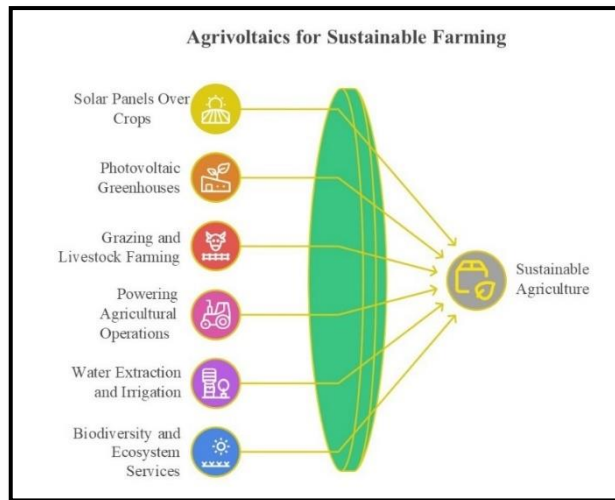 Agrivoltaics for Sustainable Farming
Solar Panels Over
Crops
Photovoltaic
Greenhouses
Grazing and
Livestock Farming
Powering
Agricultural
Operations
Water Extraction
and Irrigation
Biodiversity and
Ecosystem
Services
Sustainable
Agriculture